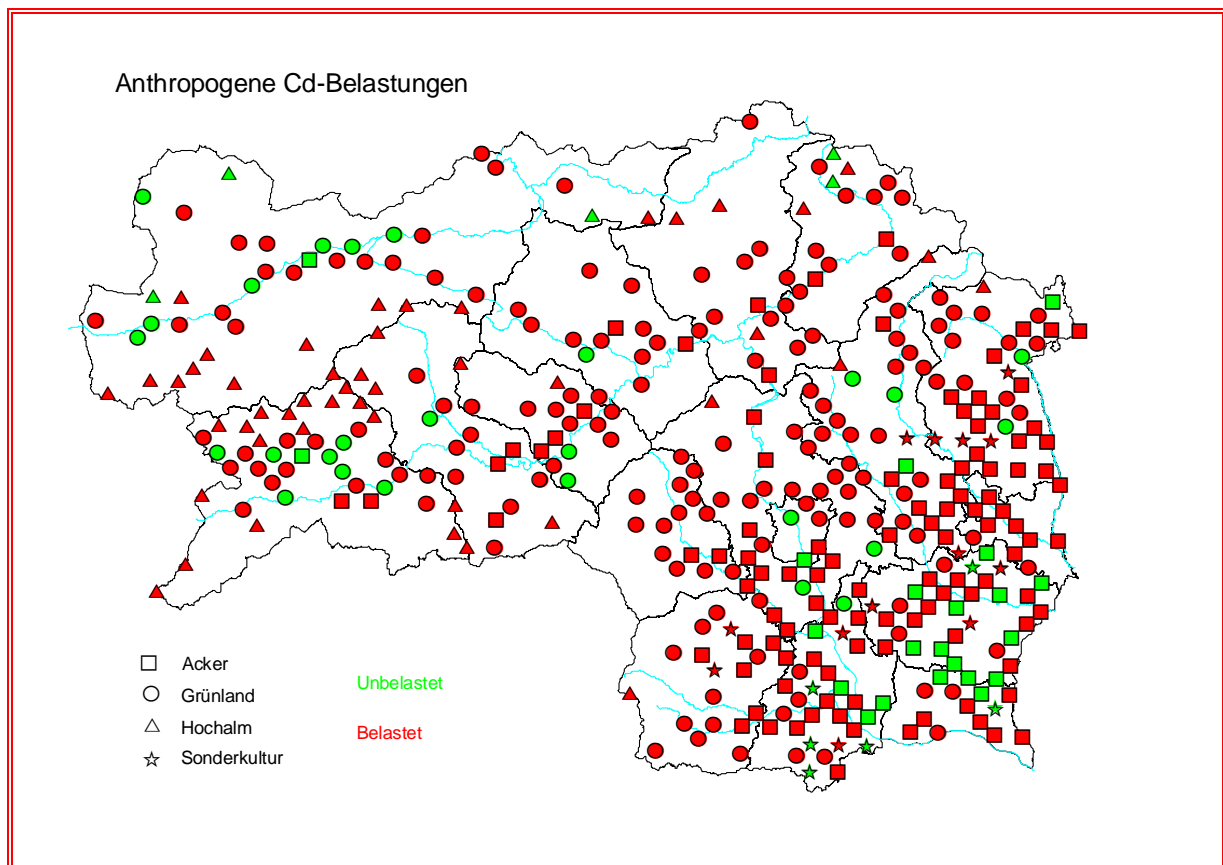 Anthropogene Cd-Belastungen
Acker
Grünland
Hochalm
Sonderkultur
Unbelastet
Belastet